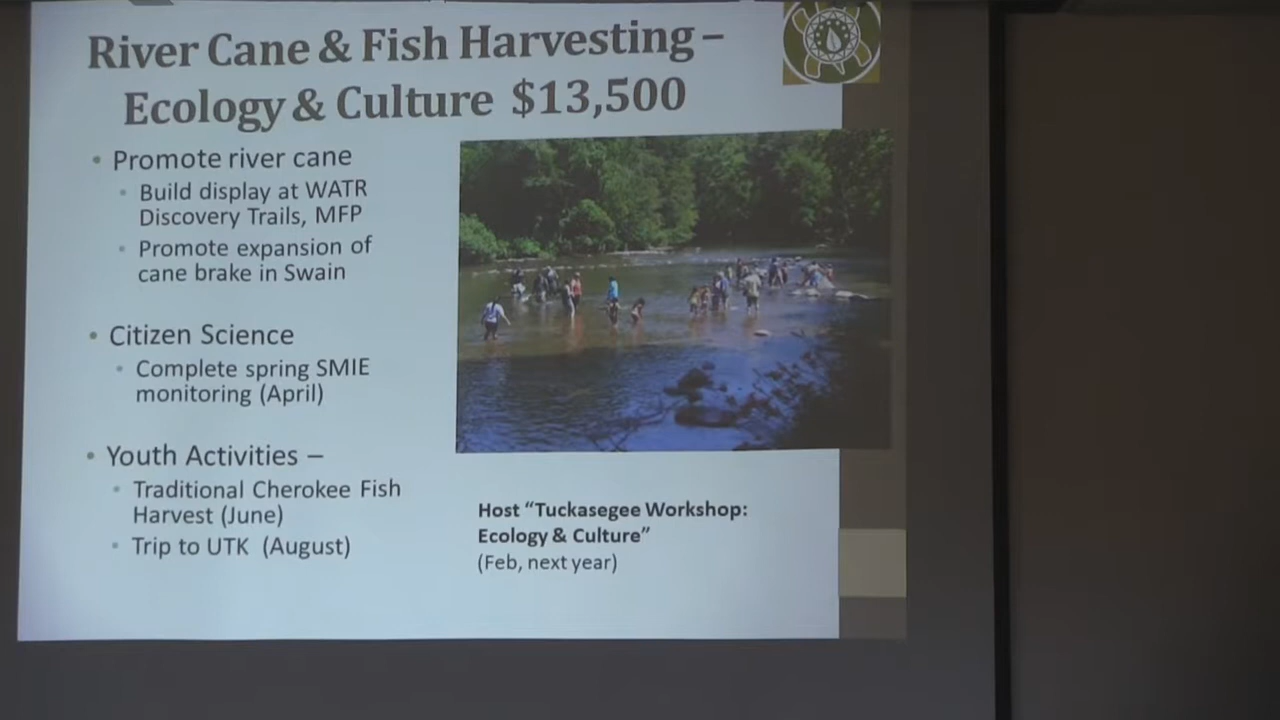 River Cane & Fish Harvesting –
Ecology & Culture $13,500
• Promote river cane
• Build display at WATR
Discovery Trails, MFP
• Promote expansion of
cane brake in Swain
• Citizen Science
• Complete spring SMIE
monitoring (April)
• Youth Activities –
• Traditional Cherokee Fish
Harvest (June)
• Trip to UTK (August)
Host “Tuckasegee Workshop:
Ecology & Culture”
(Feb, next year)